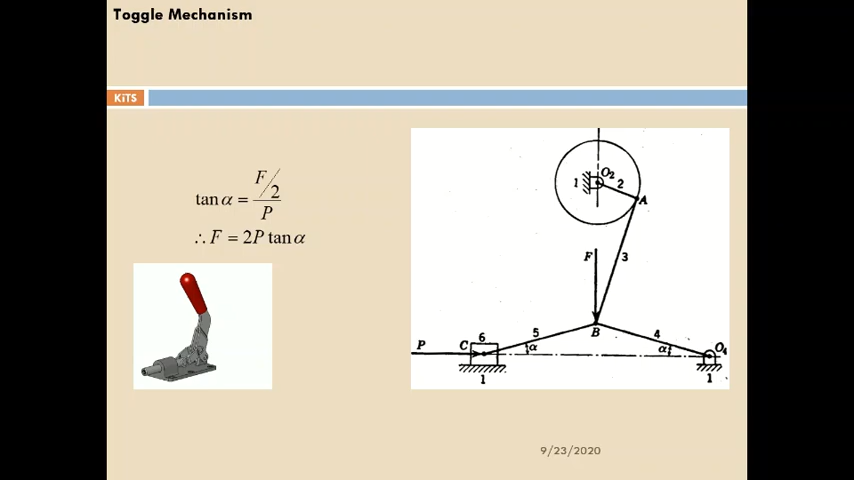 Toggle Mechanism
KiTS
tan α = F/2 / P
∴ F = 2P tan α
O2
1
2
A
F
3
B
P
C
6
5
4
α
α
O4
1
1
9/23/2020